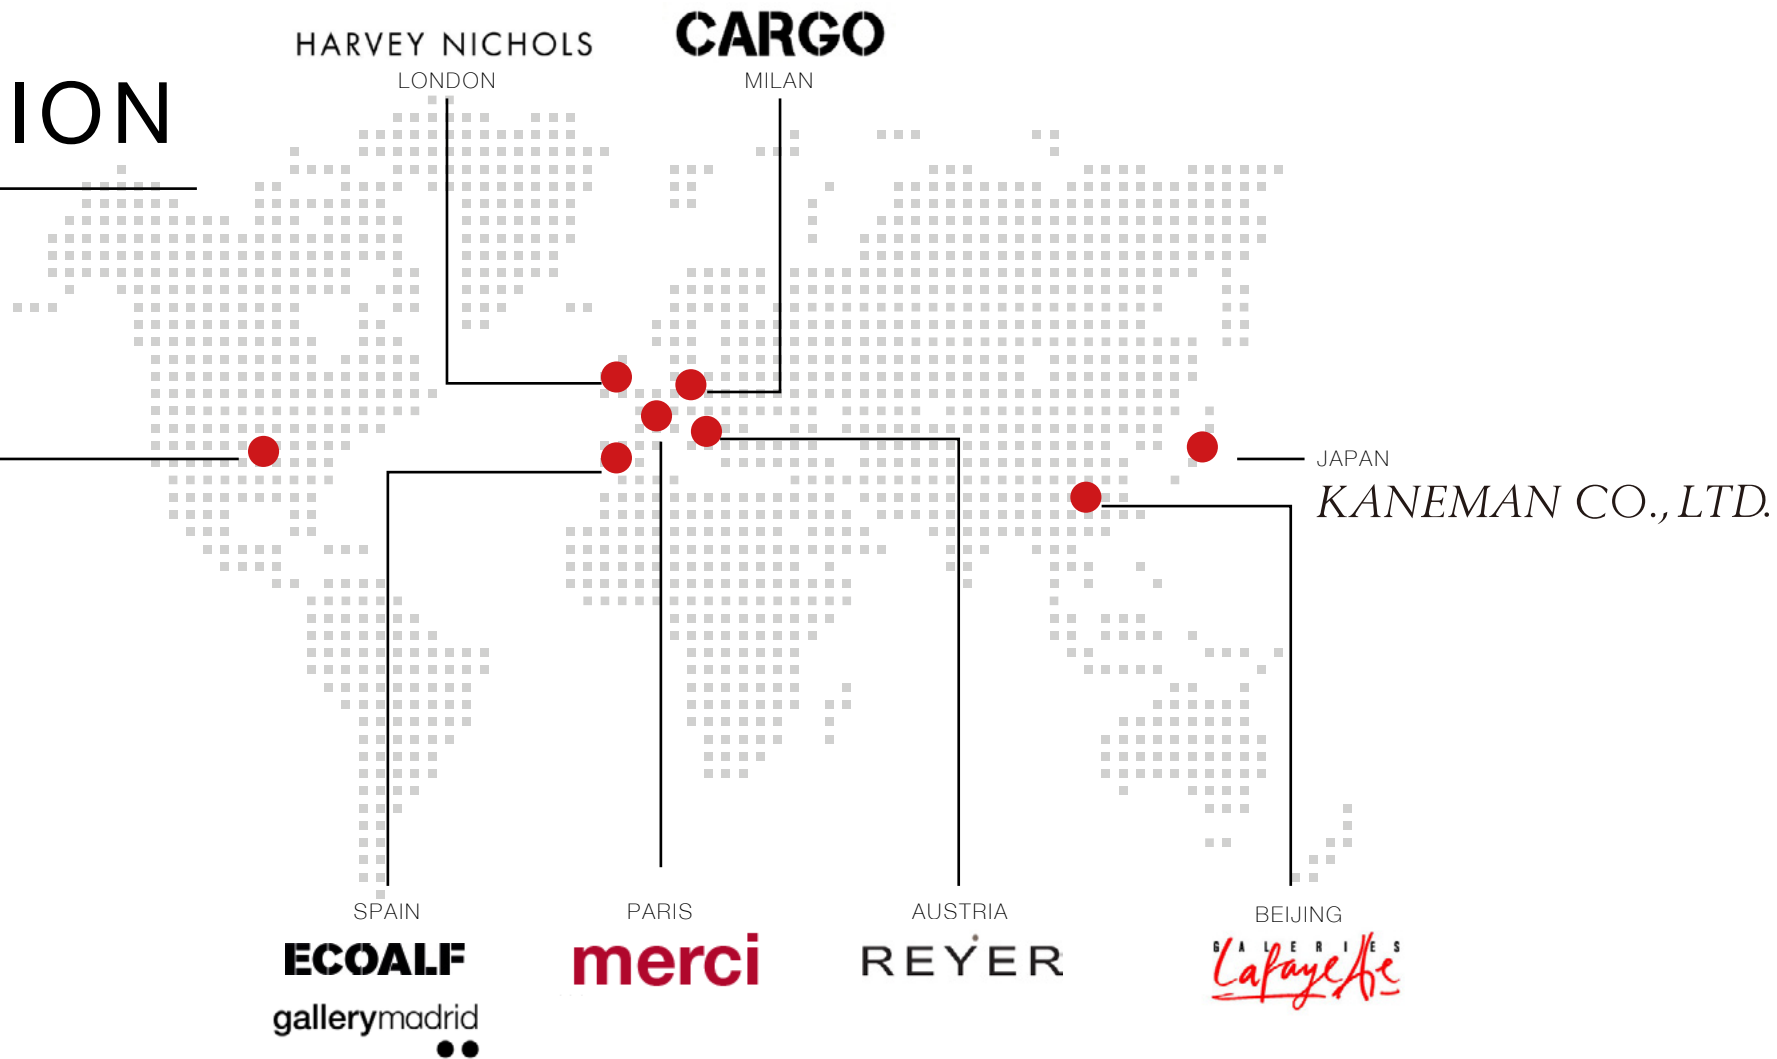 HARVEY NICHOLS
LONDON
CARGO
MILAN
ION
JAPAN
KANEMAN CO., LTD.
SPAIN
ECOALF
gallerymadrid
PARIS
merci
AUSTRIA
REYER
BEIJING
GALERIES
Lafayette